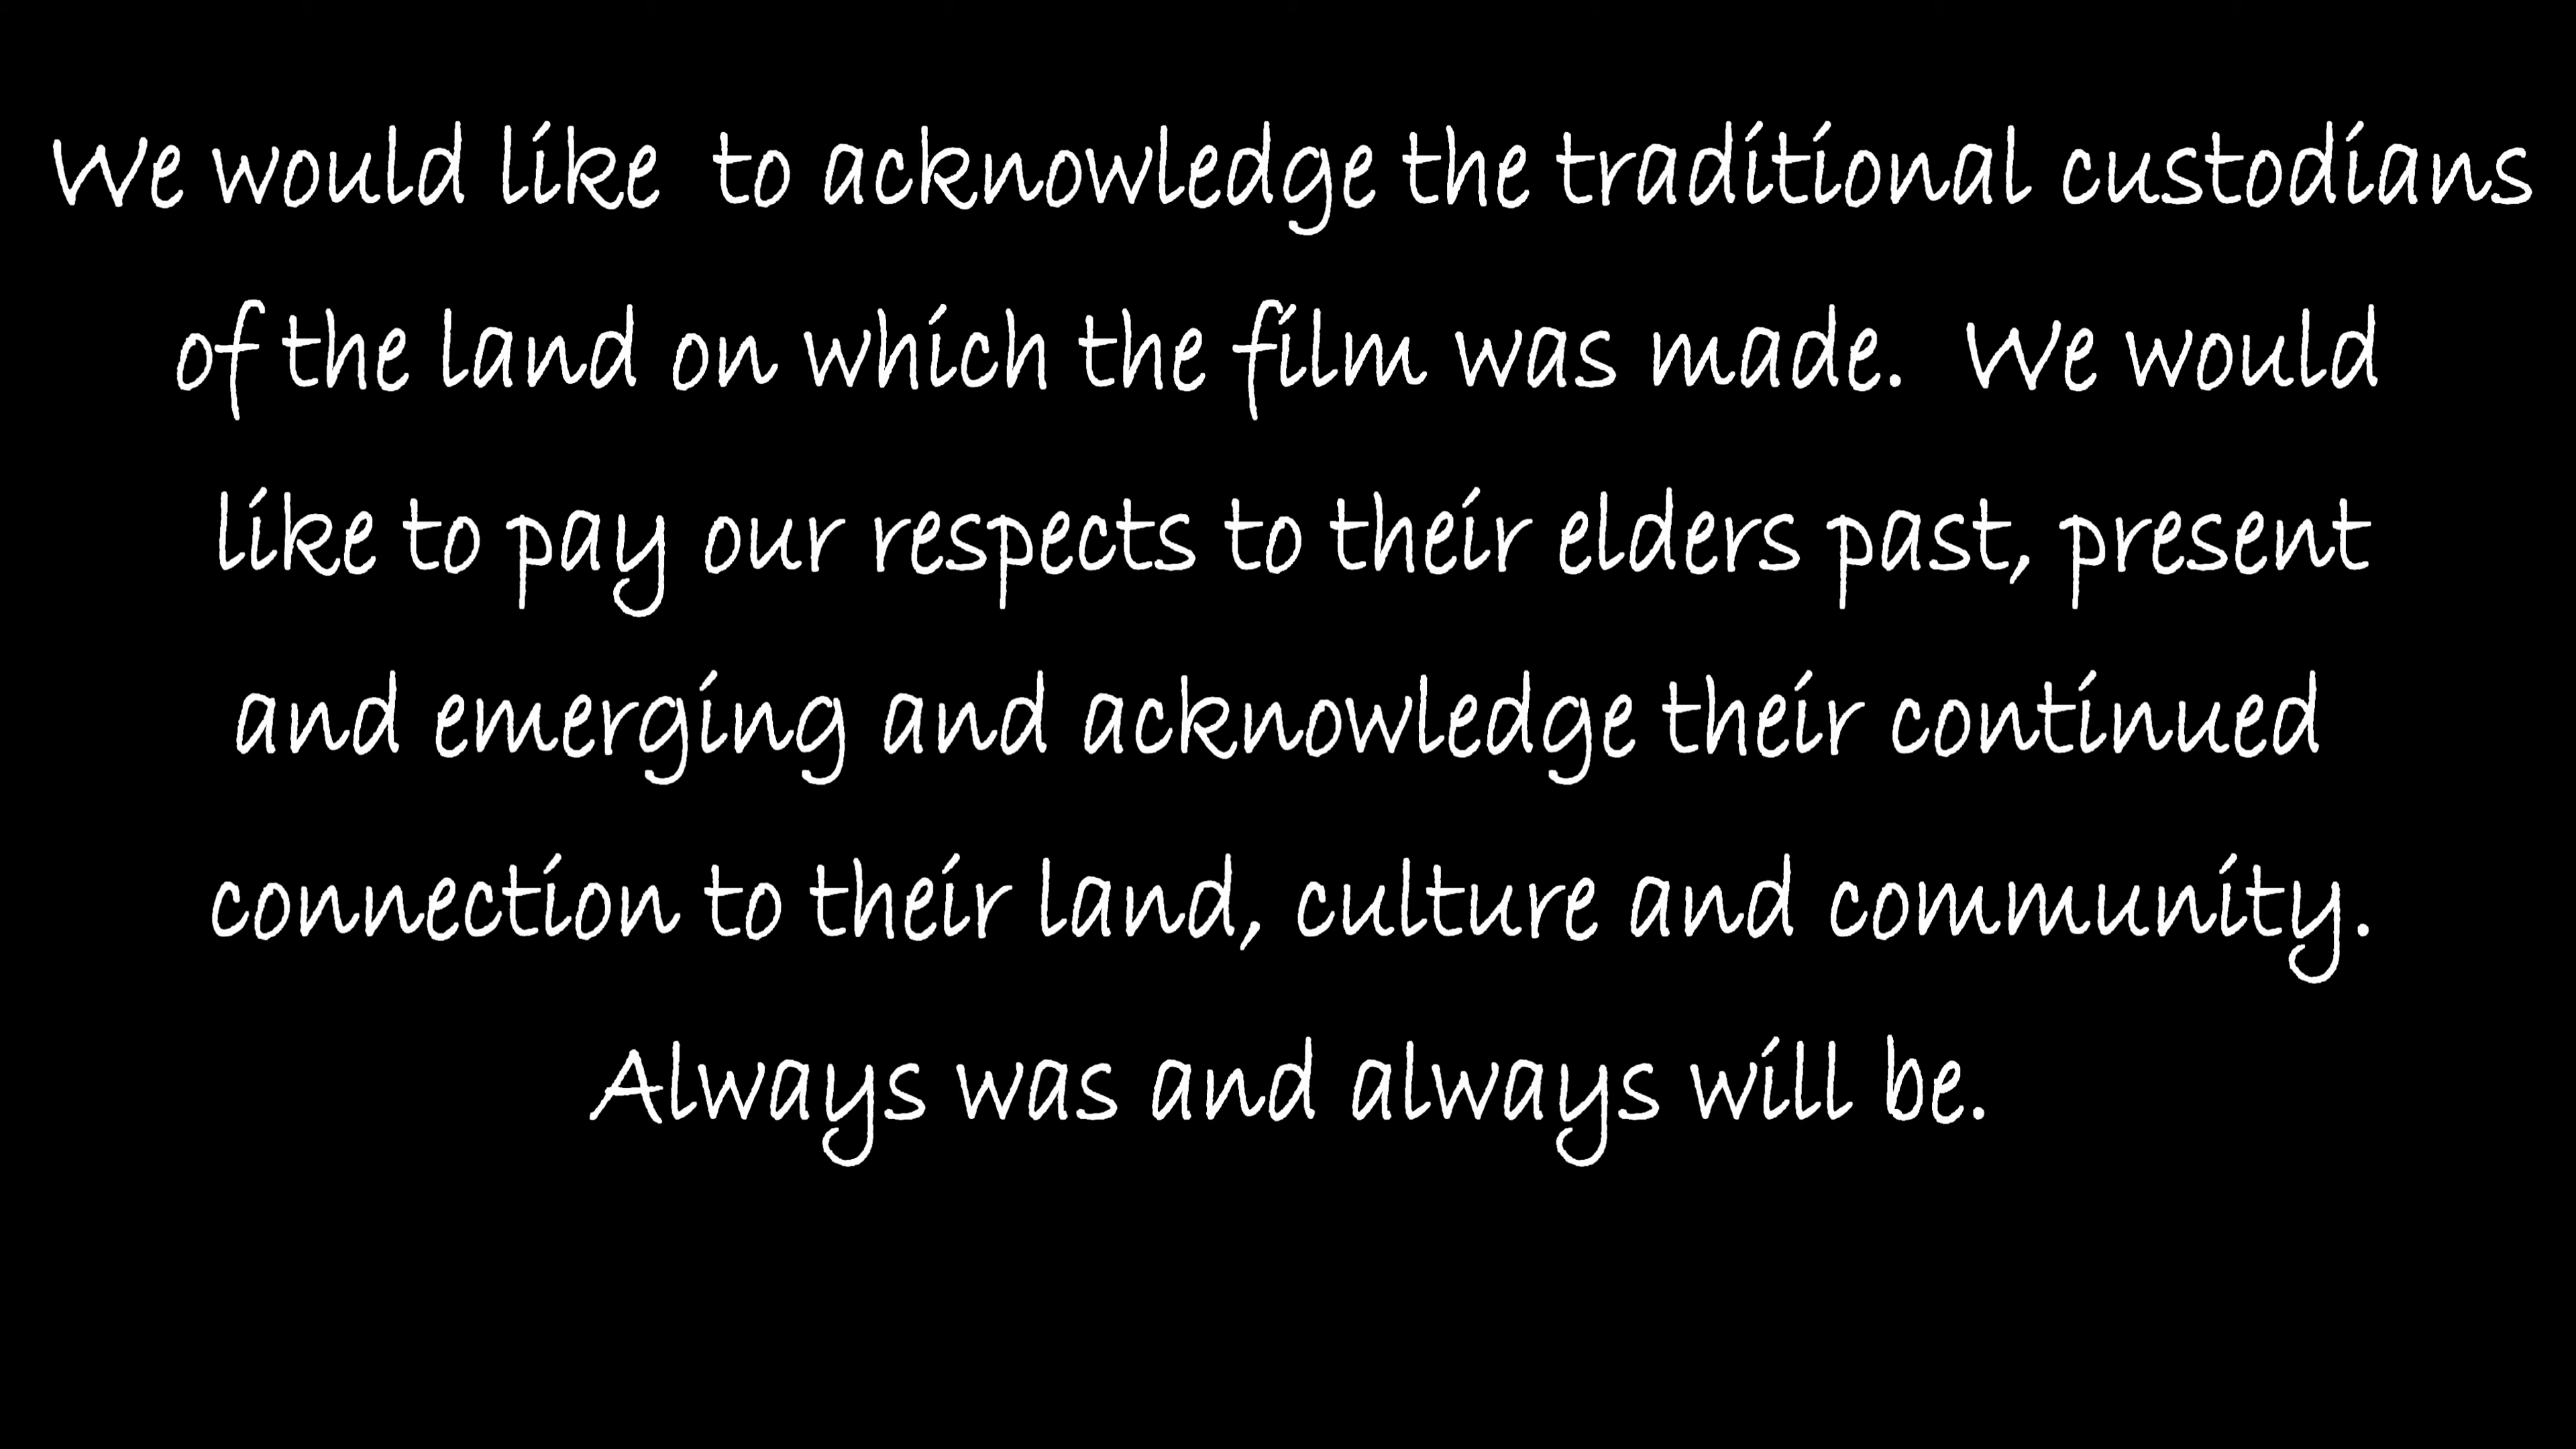 We would like  to acknowledge the traditional custodians
of the land on which the film was made.  We would
like to pay our respects to their elders past, present
and emerging and acknowledge their continued
connection to their land, culture and community.
Always was and always will be.